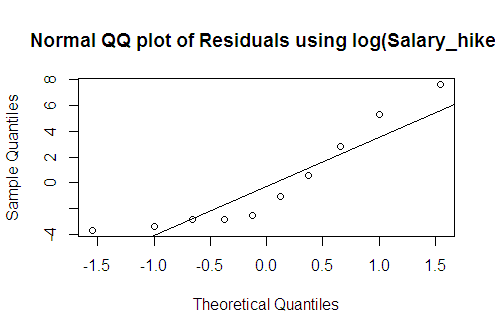 Normal QQ plot of Residuals using log(Salary_hike
Sample Quantiles
8
6
4
2
0
-4
-1.5 -1.0 -0.5 0.0 0.5 1.0 1.5
Theoretical Quantiles